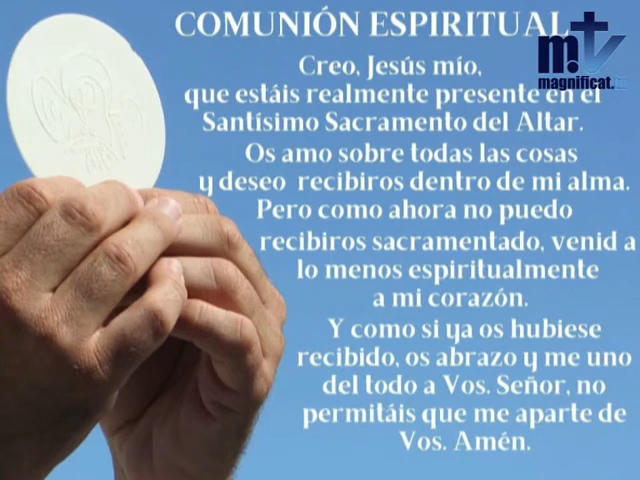 COMUNIÓN ESPIRITUAL
Creo, Jesús mío,
que estáis realmente presente en el
Santísimo Sacramento del Altar.
Os amo sobre todas las cosas
y deseo recibiros dentro de mi alma.
Pero como ahora no puedo
recibiros sacramentado, venid a
lo menos espiritualmente
a mi corazón.
Y como si ya os hubiese
recibido, os abrazo y me uno
del todo a Vos. Señor, no
permitáis que me aparte de
Vos. Amén.
mtv
magnificat.tv